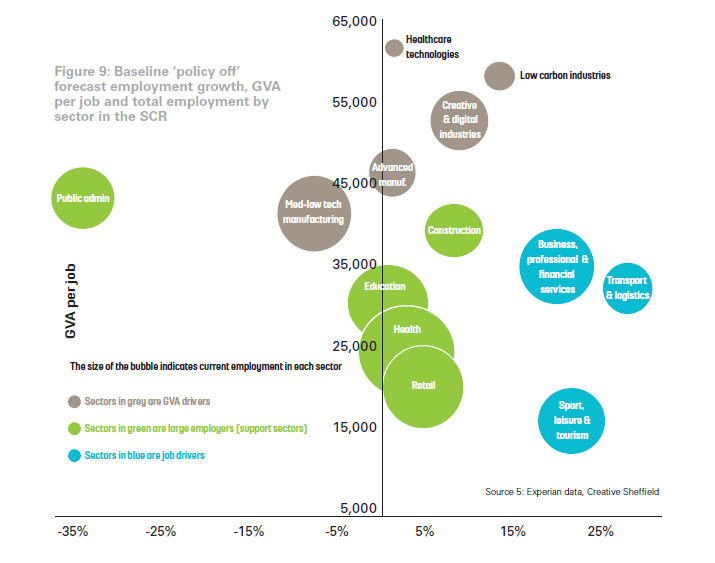 Figure 9: Baseline ‘policy off’
forecast employment growth, GVA
per job and total employment by
sector in the SCR
65,000
55,000
45,000
35,000
25,000
15,000
5,000
Healthcare
technologies
Low carbon industries
Creative
& digital
industries
Advanced
manuf.
Public admin
Med-low tech
manufacturing
Construction
Business,
professional &
financial
services
Transport
& logistics
Education
Health
Retail
Sport,
leisure &
tourism
GVA per job
The size of the bubble indicates current employment in each sector
Sectors in grey are GVA drivers
Sectors in green are large employers (support sectors)
Sectors in blue are job drivers
Source 5: Experian data, Creative Sheffield
-35% -25% -15% -5% 5% 15% 25%